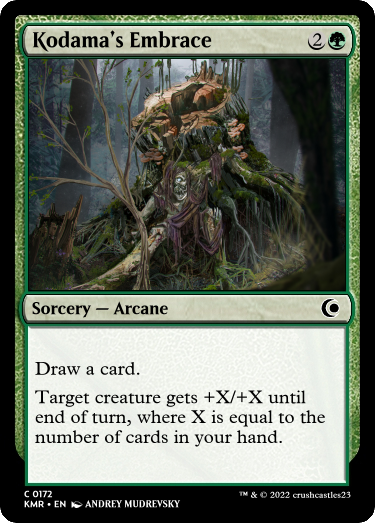 Kodama's Embrace 2
Sorcery — Arcane
Draw a card.
Target creature gets +X/+X until
end of turn, where X is equal to the
number of cards in your hand.
C 0172
KMR • EN ANDREY MUDREVSKY
™ & © 2022 crushcastles23